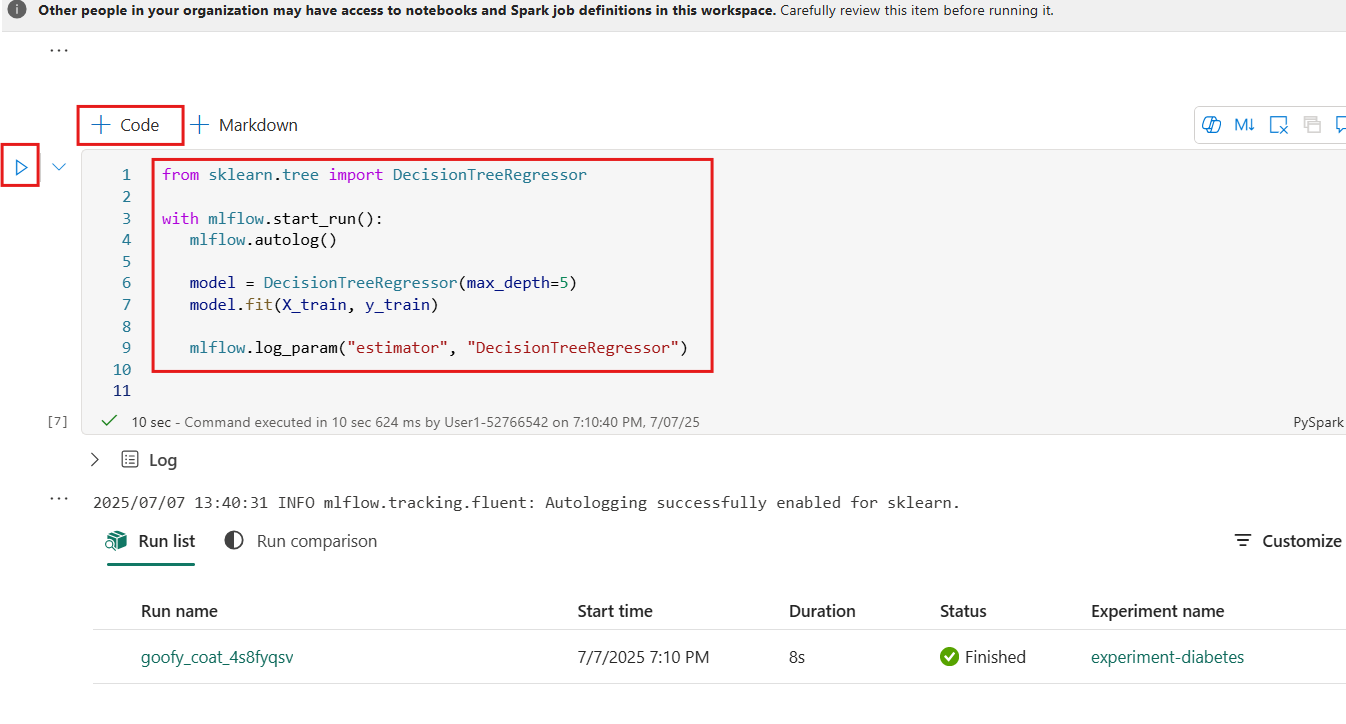 Other people in your organization may have access to notebooks and Spark job definitions in this workspace. Carefully review this item before running it.
...
+ Code + Markdown
M↓
1 from sklearn.tree import DecisionTreeRegressor
2
3 with mlflow.start_run():
4 mlflow.autolog()
5
6 model = DecisionTreeRegressor(max_depth=5)
7 model.fit(X_train, y_train)
8
9 mlflow.log_param("estimator", "DecisionTreeRegressor")
10
11
[7] 10 sec - Command executed in 10 sec 624 ms by User1-52766542 on 7:10:40 PM, 7/07/25 PySpark
Log
...
2025/07/07 13:40:31 INFO mlflow.tracking.fluent: Autologging successfully enabled for sklearn.
Run list Run comparison Customize
Run name Start time Duration Status Experiment name
goofy_coat_4s8fyqsv 7/7/2025 7:10 PM 8s Finished experiment-diabetes